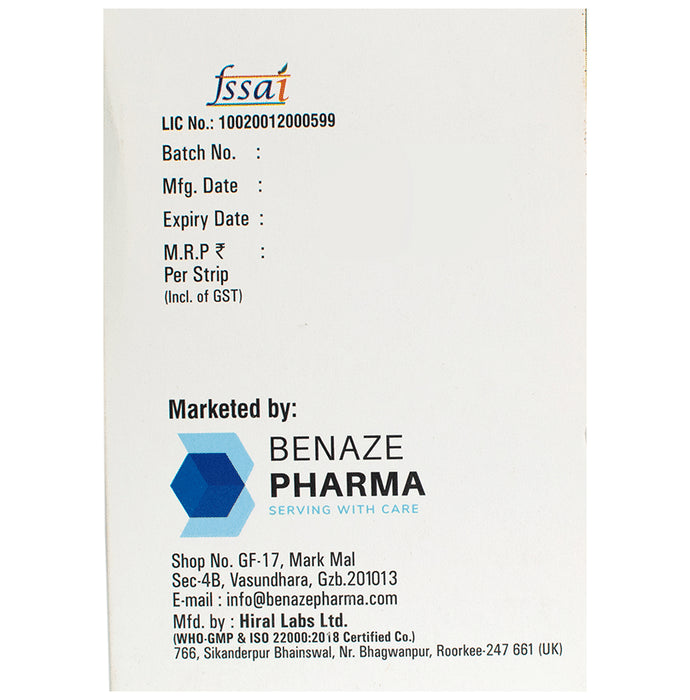 fssai
LIC No.: 10020012000599
Batch No. :
Mfg. Date :
Expiry Date :
M.R.P ₹ :
Per Strip
(Incl. of GST)
Marketed by:
BENAZE
PHARMA
SERVING WITH CARE
Shop No. GF-17, Mark Mal
Sec-4B, Vasundhara, Gzb.201013
E-mail : info@benazepharma.com
Mfd. by : Hiral Labs Ltd.
(WHO-GMP & ISO 22000:2018 Certified Co.)
766, Sikanderpur Bhainswal, Nr. Bhagwanpur, Roorkee-247 661 (UK)